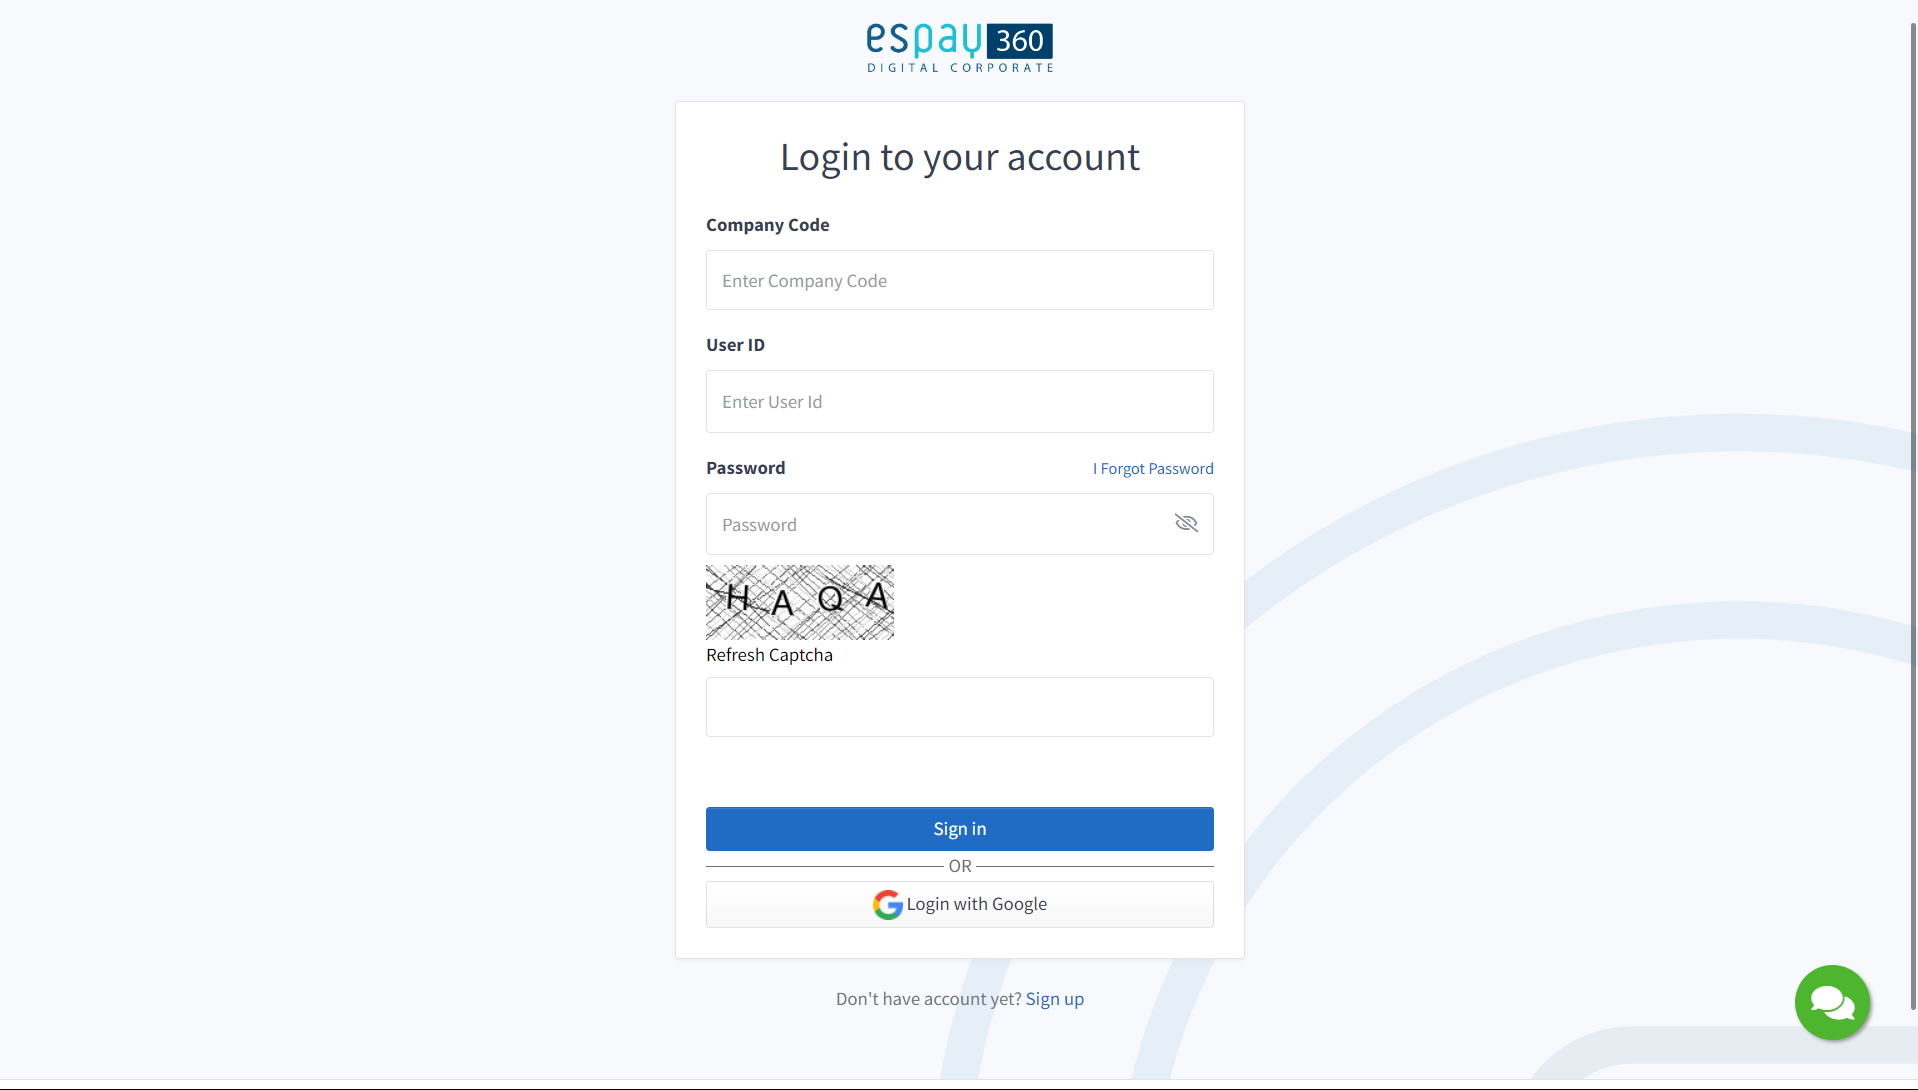 espay 360
DIGITAL CORPORATE
Login to your account
Company Code
Enter Company Code
User ID
Enter User Id
Password
I Forgot Password
Password
H A Q A
Refresh Captcha
Sign in
OR
Login with Google
Don't have account yet? Sign up